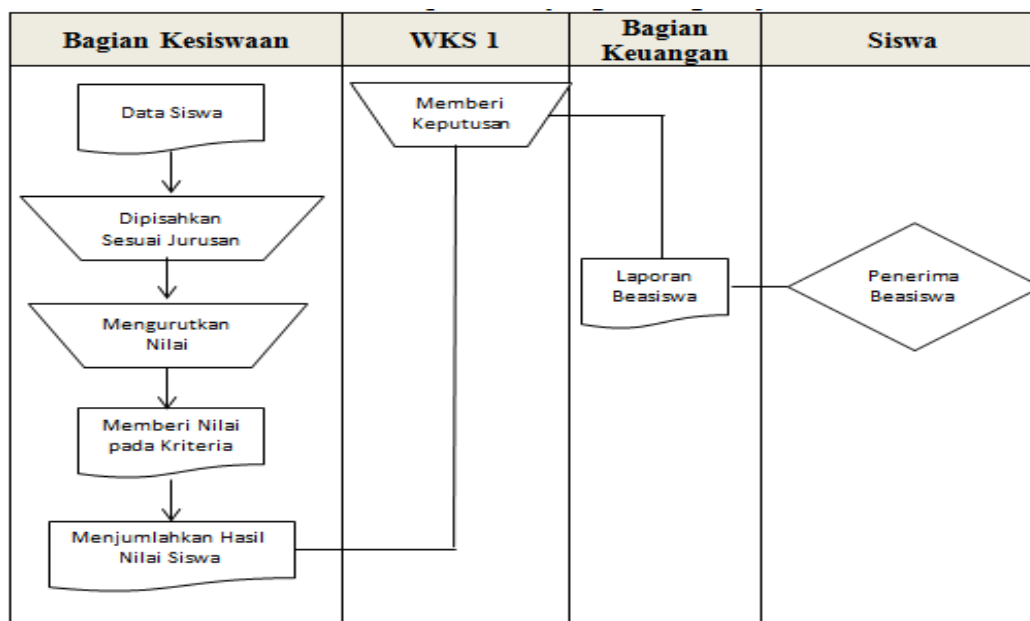 Bagian Kesiswaan
WKS 1
Bagian
Keuangan
Siswa
Data Siswa
Dipisahkan
Sesuai Jurusan
Mengurutkan
Nilai
Memberi Nilai
pada Kriteria
Menjumlahkan Hasil
Nilai Siswa
Memberi
Keputusan
Laporan
Beasiswa
Penerima
Beasiswa